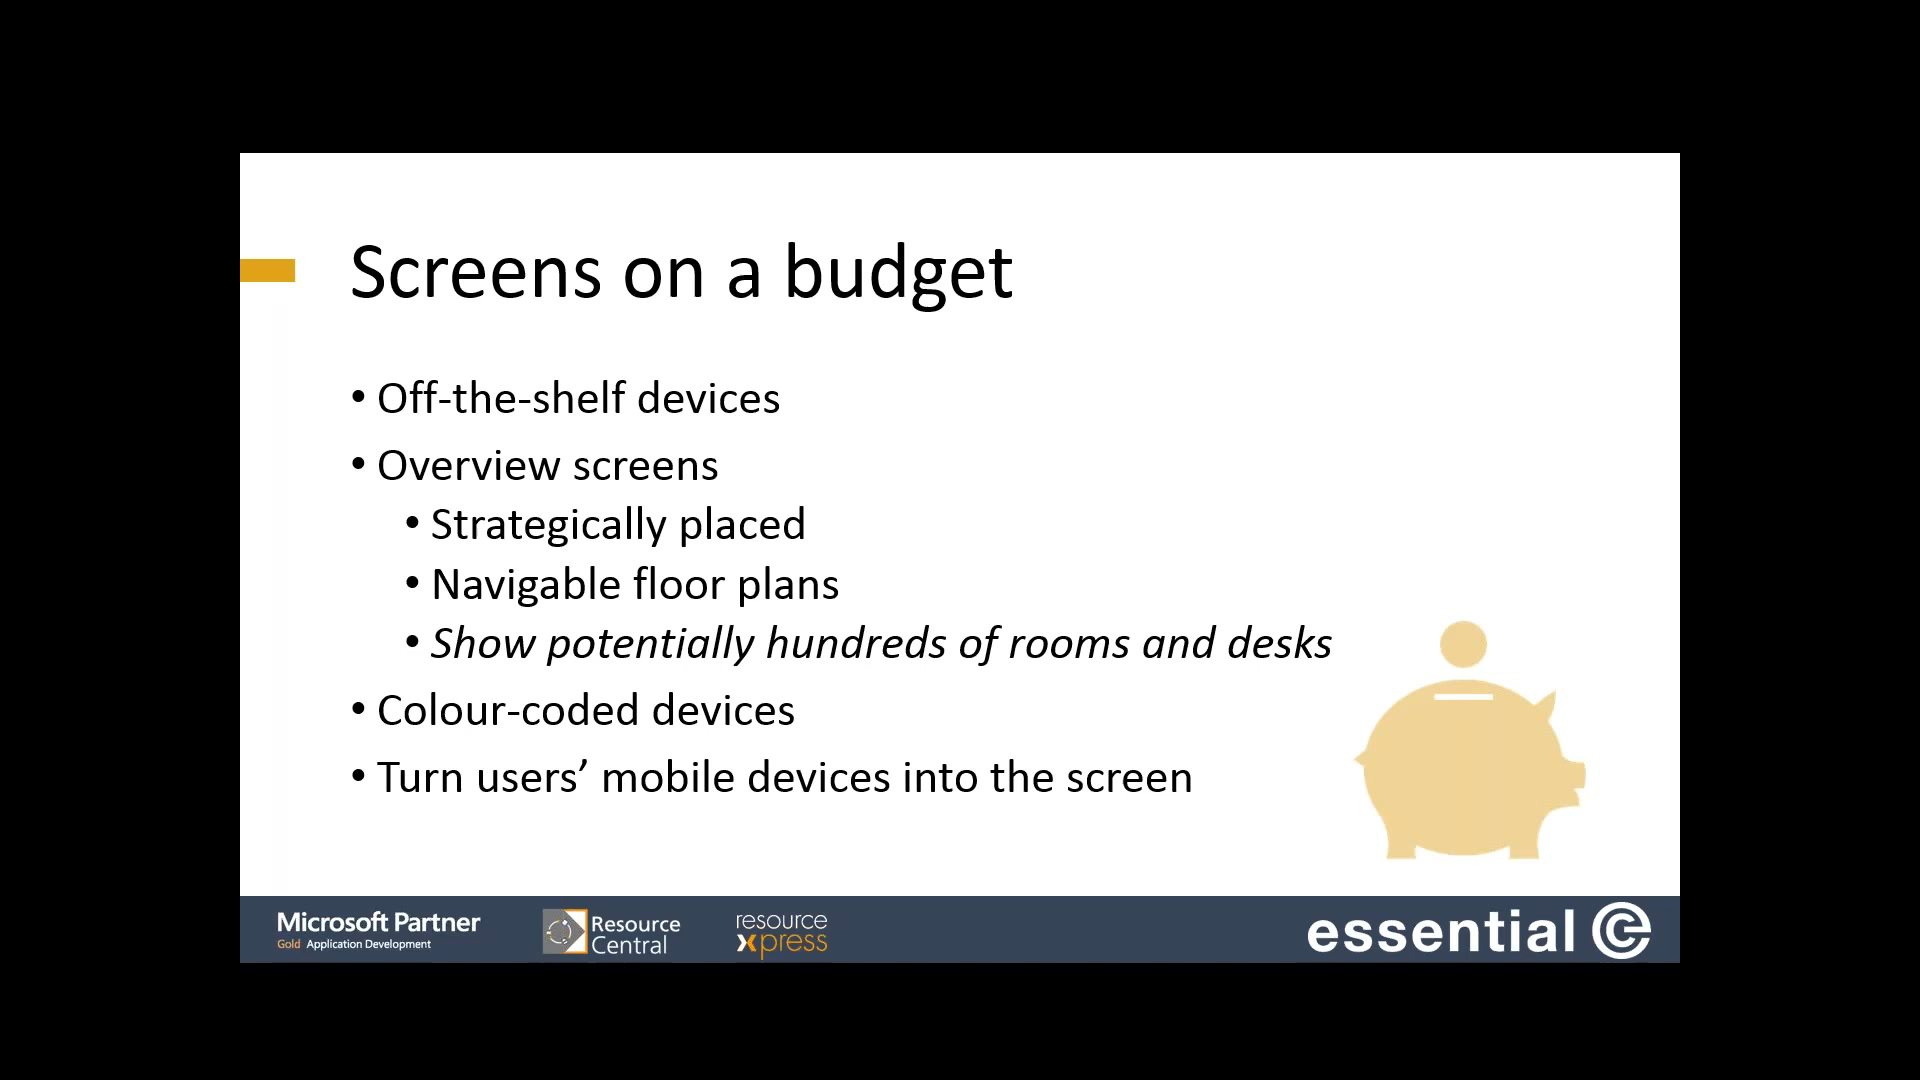 Screens on a budget
• Off-the-shelf devices
• Overview screens
• Strategically placed
• Navigable floor plans
• Show potentially hundreds of rooms and desks
• Colour-coded devices
• Turn users’ mobile devices into the screen
Microsoft Partner
Gold Application Development
Resource
Central
resource
xpress
essential